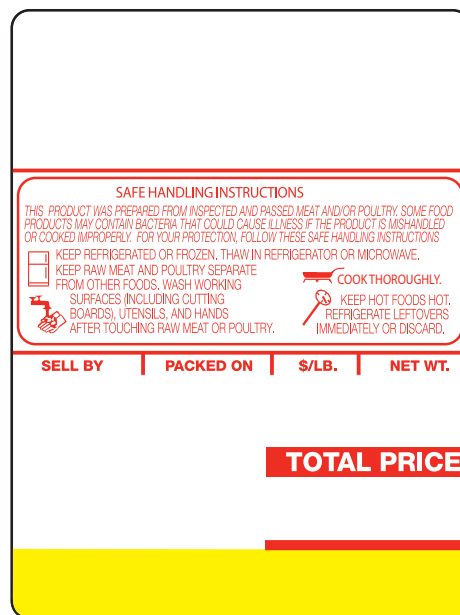 SAFE HANDLING INSTRUCTIONS
THIS PRODUCT WAS PREPARED FROM INSPECTED AND PASSED MEAT AND/OR POULTRY. SOME FOOD
PRODUCTS MAY CONTAIN BACTERIA THAT COULD CAUSE ILLNESS IF THE PRODUCT IS MISHANDLED
OR COOKED IMPROPERLY. FOR YOUR PROTECTION, FOLLOW THESE SAFE HANDLING INSTRUCTIONS
KEEP REFRIGERATED OR FROZEN. THAW IN REFRIGERATOR OR MICROWAVE.
KEEP RAW MEAT AND POULTRY SEPARATE
FROM OTHER FOODS. WASH WORKING
SURFACES (INCLUDING CUTTING
BOARDS), UTENSILS, AND HANDS
AFTER TOUCHING RAW MEAT OR POULTRY.
COOK THOROUGHLY.
KEEP HOT FOODS HOT.
REFRIGERATE LEFTOVERS
IMMEDIATELY OR DISCARD.
SELL BY PACKED ON $/LB. NET WT.
TOTAL PRICE